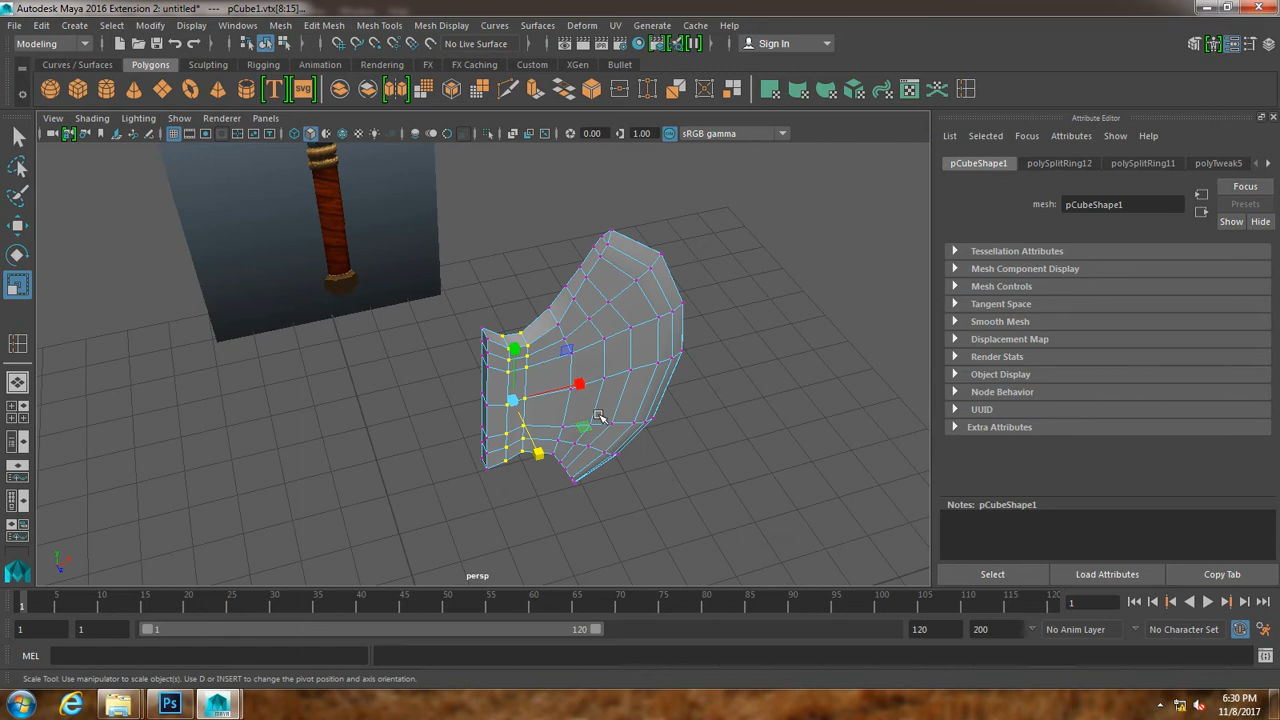 Autodesk Maya 2016 Extension 2: untitled*   ---   pCube1.vtx[8:15]...
File Edit Create Select Modify Display Windows Mesh Edit Mesh Mesh Tools Mesh Display Curves Surfaces Deform UV Generate Cache Help
Modeling No Live Surface Sign In
Curves / Surfaces Polygons Sculpting Rigging Animation Rendering FX FX Caching Custom XGen Bullet
T svg
View Shading Lighting Show Renderer Panels
0.00 1.00 sRGB gamma
persp
Attribute Editor
List Selected Focus Attributes Show Help
pCubeShape1 polySplitRing12 polySplitRing11 polyTweak5
Focus
mesh: pCubeShape1 Presets
Show Hide
Tessellation Attributes
Mesh Component Display
Mesh Controls
Tangent Space
Smooth Mesh
Displacement Map
Render Stats
Object Display
Node Behavior
UUID
Extra Attributes
Notes: pCubeShape1
Select Load Attributes Copy Tab
1 5 10 15 20 25 30 35 40 45 50 55 60 65 70 75 80 85 90 95 100 105 110 115 120 1
1 1 1 120 120 200 No Anim Layer No Character Set
MEL
Scale Tool: Use manipulator to scale object(s). Use D or INSERT to change the pivot position and axis orientation.
Ps
6:30 PM
11/8/2017